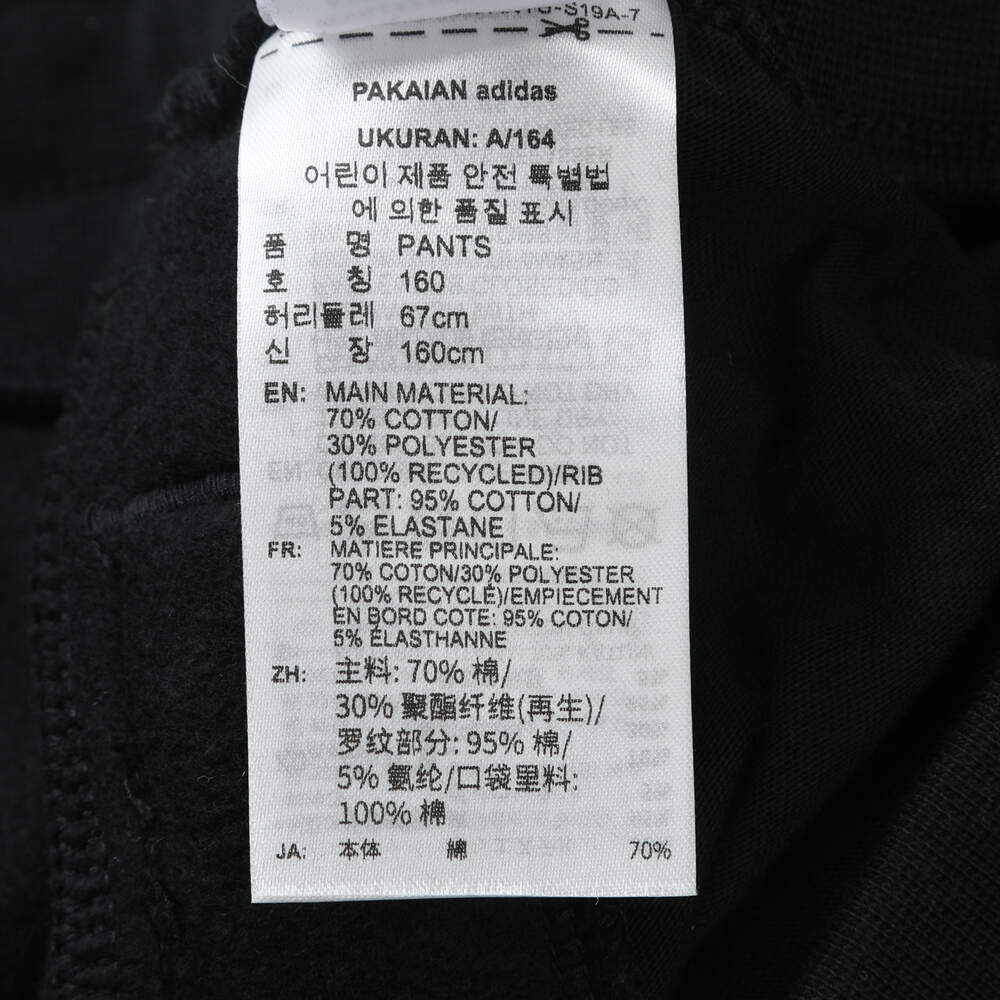 S19A-7
PAKAIAN adidas
UKURAN: A/164
어린이 제품 안전 특별법
에 의한 품질 표시
품 명 PANTS
호 칭 160
허리둘레 67cm
신 장 160cm
EN: MAIN MATERIAL:
70% COTTON/
30% POLYESTER
(100% RECYCLED)/RIB
PART: 95% COTTON/
5% ELASTANE
FR: MATIERE PRINCIPALE:
70% COTON/30% POLYESTER
(100% RECYCLÉ)/EMPIECEMENT
EN BORD COTE: 95% COTON/
5% ÉLASTHANNE
ZH: 主料: 70% 棉/
30% 聚酯纤维(再生)/
罗纹部分: 95% 棉/
5% 氨纶/口袋里料:
100% 棉
JA: 本体 綿 70%